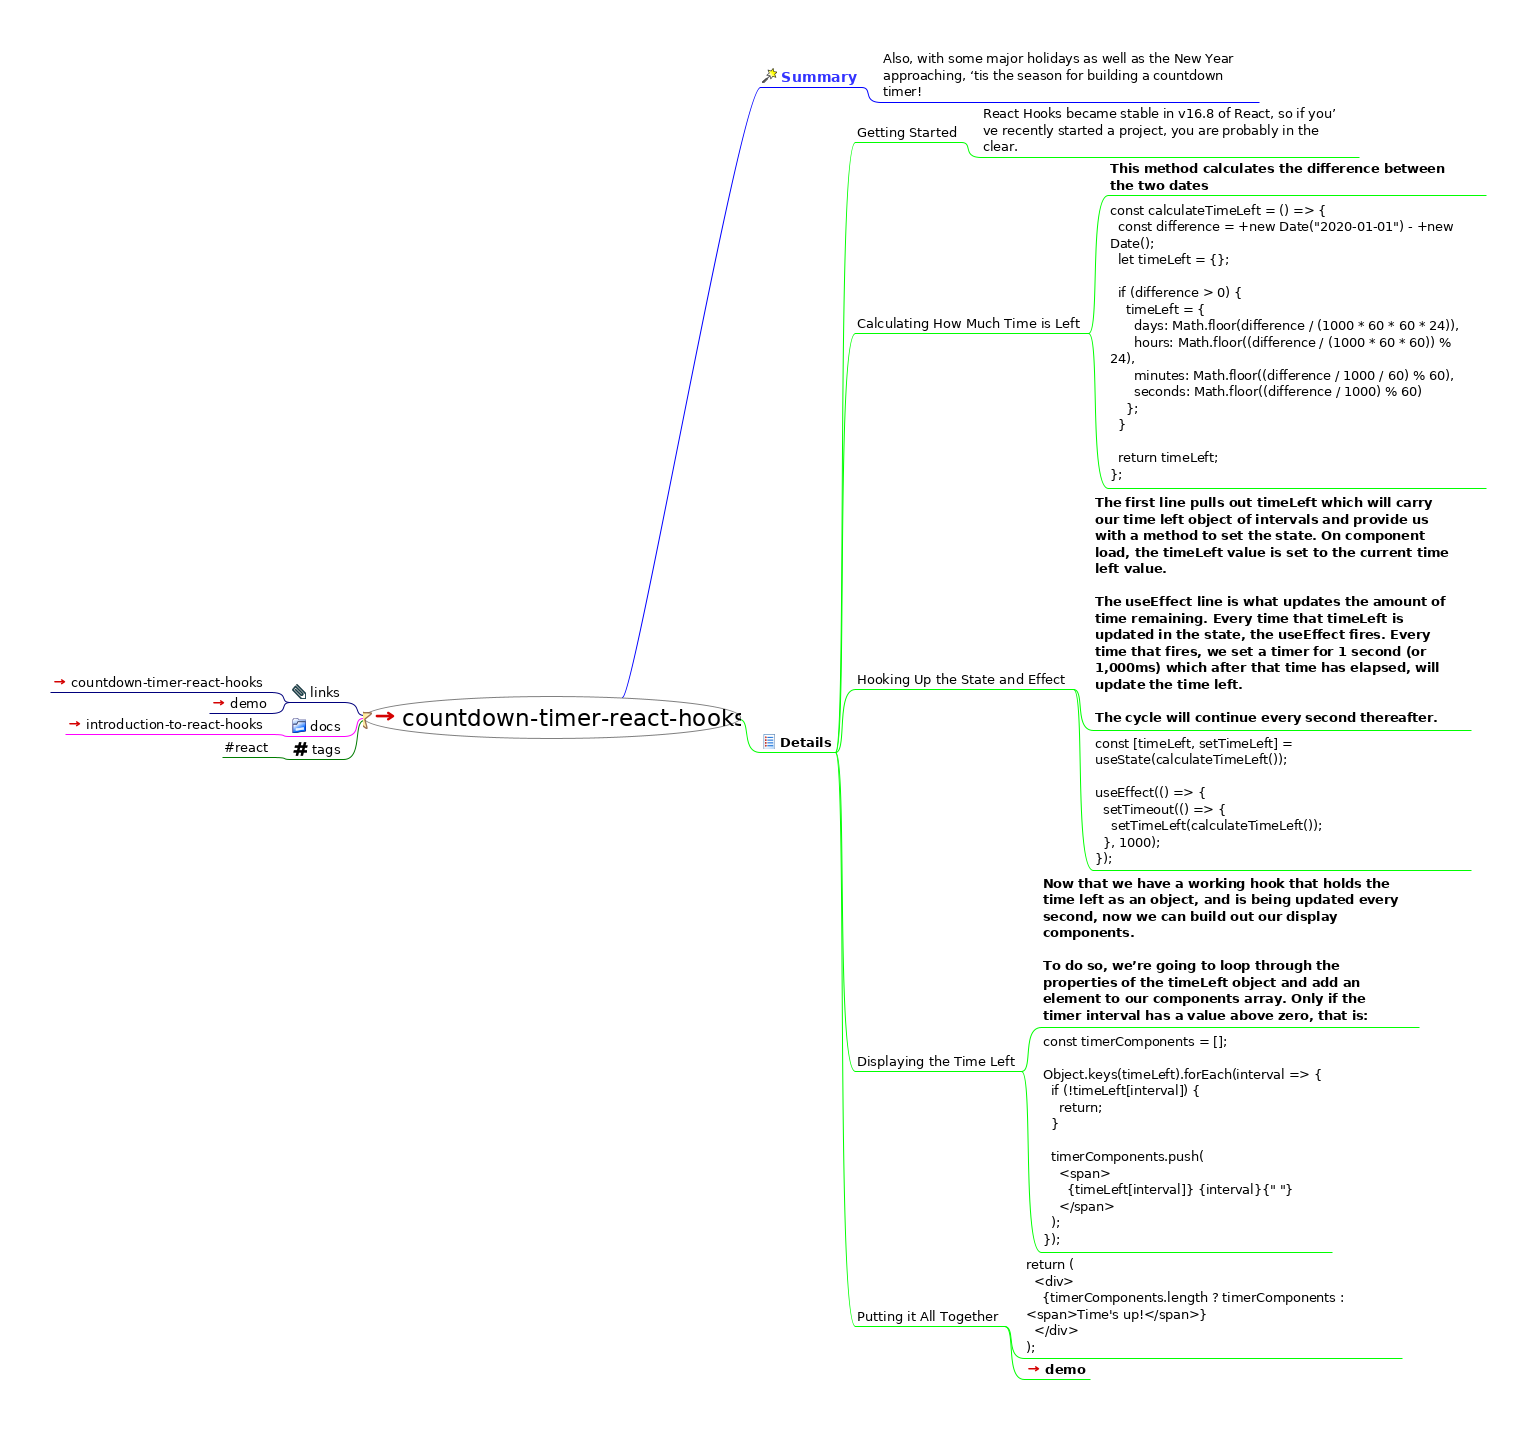 Summary
Also, with some major holidays as well as the New Year
approaching, ‘tis the season for building a countdown
timer!
Getting Started
React Hooks became stable in v16.8 of React, so if you’
ve recently started a project, you are probably in the
clear.
Calculating How Much Time is Left
This method calculates the difference between
the two dates
const calculateTimeLeft = () => {
  const difference = +new Date("2020-01-01") - +new
Date();
  let timeLeft = {};

  if (difference > 0) {
    timeLeft = {
      days: Math.floor(difference / (1000 * 60 * 60 * 24)),
      hours: Math.floor((difference / (1000 * 60 * 60)) %
24),
      minutes: Math.floor((difference / 1000 / 60) % 60),
      seconds: Math.floor((difference / 1000) % 60)
    };
  }

  return timeLeft;
};
Hooking Up the State and Effect
The first line pulls out timeLeft which will carry
our time left object of intervals and provide us
with a method to set the state. On component
load, the timeLeft value is set to the current time
left value.

The useEffect line is what updates the amount of
time remaining. Every time that timeLeft is
updated in the state, the useEffect fires. Every
time that fires, we set a timer for 1 second (or
1,000ms) which after that time has elapsed, will
update the time left.

The cycle will continue every second thereafter.
const [timeLeft, setTimeLeft] =
useState(calculateTimeLeft());

useEffect(() => {
  setTimeout(() => {
    setTimeLeft(calculateTimeLeft());
  }, 1000);
});
Details
Displaying the Time Left
Now that we have a working hook that holds the
time left as an object, and is being updated every
second, now we can build out our display
components.

To do so, we’re going to loop through the
properties of the timeLeft object and add an
element to our components array. Only if the
timer interval has a value above zero, that is:
const timerComponents = [];

Object.keys(timeLeft).forEach(interval => {
  if (!timeLeft[interval]) {
    return;
  }

  timerComponents.push(
    <span>
      {timeLeft[interval]} {interval}{" "}
    </span>
  );
});
Putting it All Together
return (
  <div>
    {timerComponents.length ? timerComponents :
<span>Time's up!</span>}
  </div>
);
→ demo
→ countdown-timer-react-hooks
links
→ countdown-timer-react-hooks
→ demo
docs
→ introduction-to-react-hooks
# tags
#react